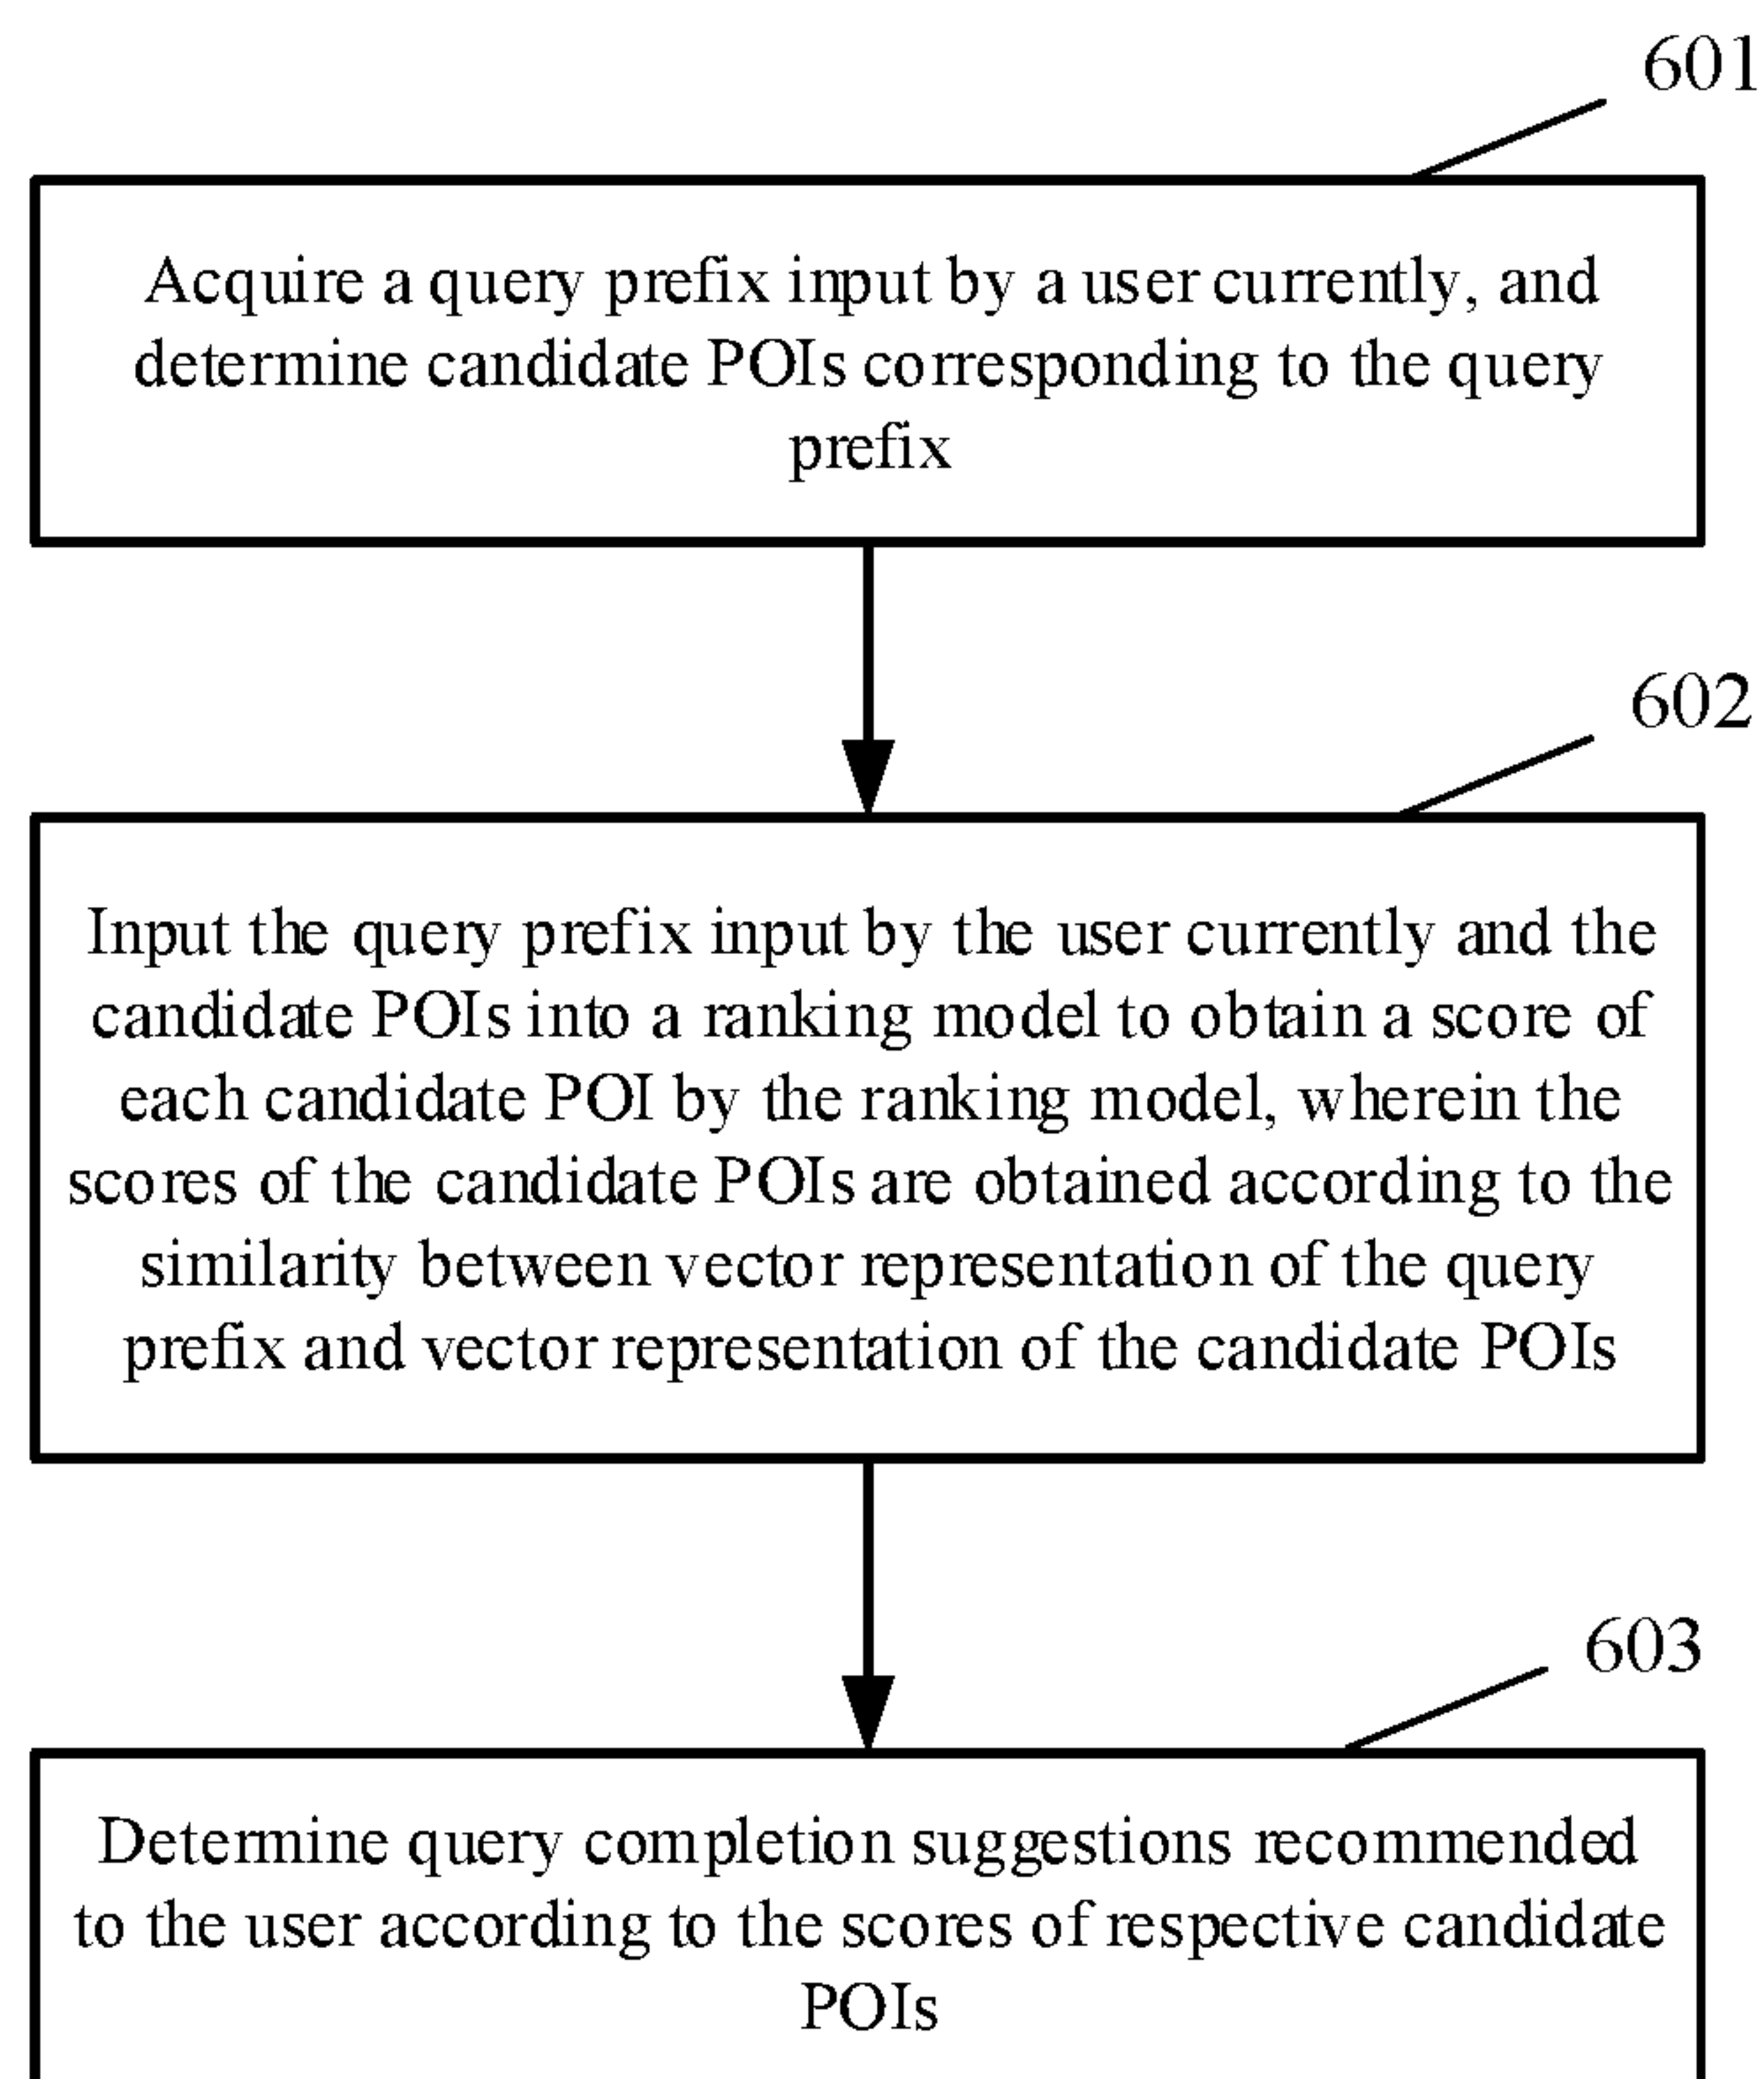 601
Acquire a query prefix input by a user currently, and
determine candidate POIs corresponding to the query
prefix
602
Input the query prefix input by the user currently and the
candidate POIs into a ranking model to obtain a score of
each candidate POI by the ranking model, wherein the
scores of the candidate POIs are obtained according to the
similarity between vector representation of the query
prefix and vector representation of the candidate POIs
603
Determine query completion suggestions recommended
to the user according to the scores of respective candidate
POIs